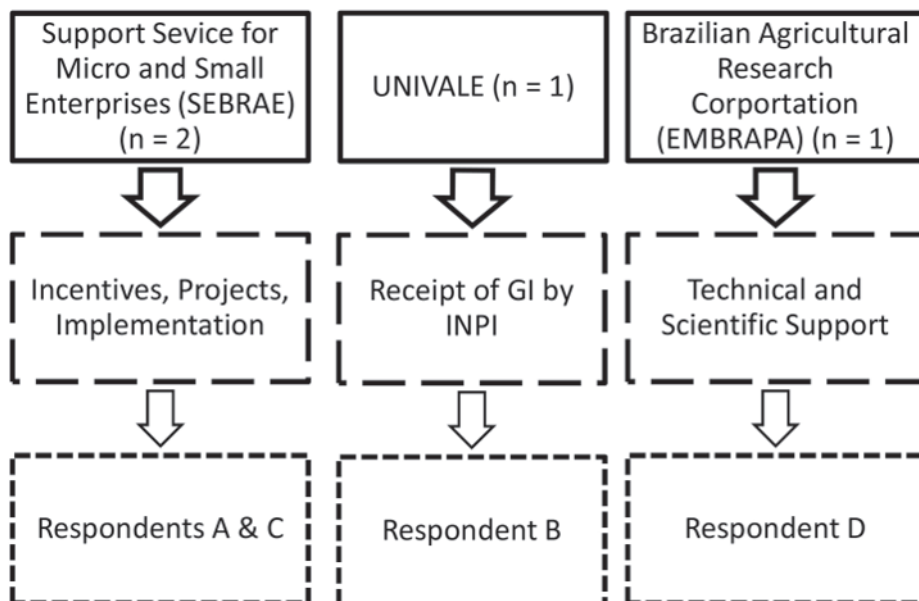 Support Sevice for
Micro and Small
Enterprises (SEBRAE)
(n = 2)
UNIVALE (n = 1)
Brazilian Agricultural
Research
Corportation
(EMBRAPA) (n = 1)
Incentives, Projects,
Implementation
Receipt of GI by
INPI
Technical and
Scientific Support
Respondents A & C
Respondent B
Respondent D